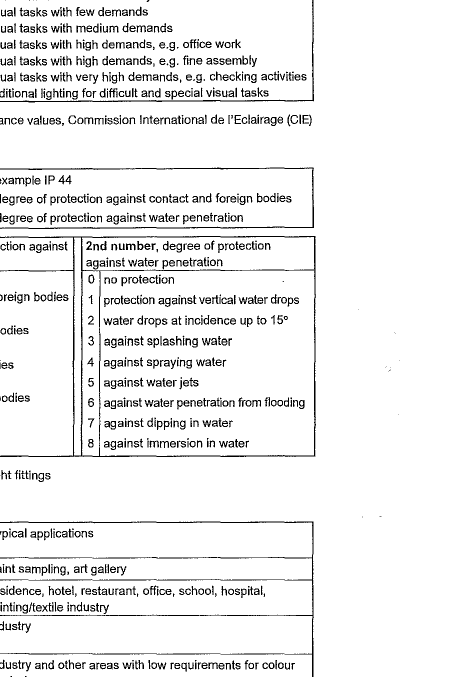 ual tasks with few demands
ual tasks with medium demands
ual tasks with high demands, e.g. office work
ual tasks with high demands, e.g. fine assembly
ual tasks with very high demands, e.g. checking activities
ditional lighting for difficult and special visual tasks
ance values, Commission International de l'Eclairage (CIE)
example IP 44
degree of protection against contact and foreign bodies
degree of protection against water penetration
ction against
2nd number, degree of protection
against water penetration
0 no protection
oreign bodies
1 protection against vertical water drops
2 water drops at incidence up to 15°
odies
3 against splashing water
4 against spraying water
ies
5 against water jets
odies
6 against water penetration from flooding
7 against dipping in water
8 against immersion in water
ht fittings
ypical applications
aint sampling, art gallery
sidence, hotel, restaurant, office, school, hospital,
inting/textile industry
dustry
dustry and other areas with low requirements for colour